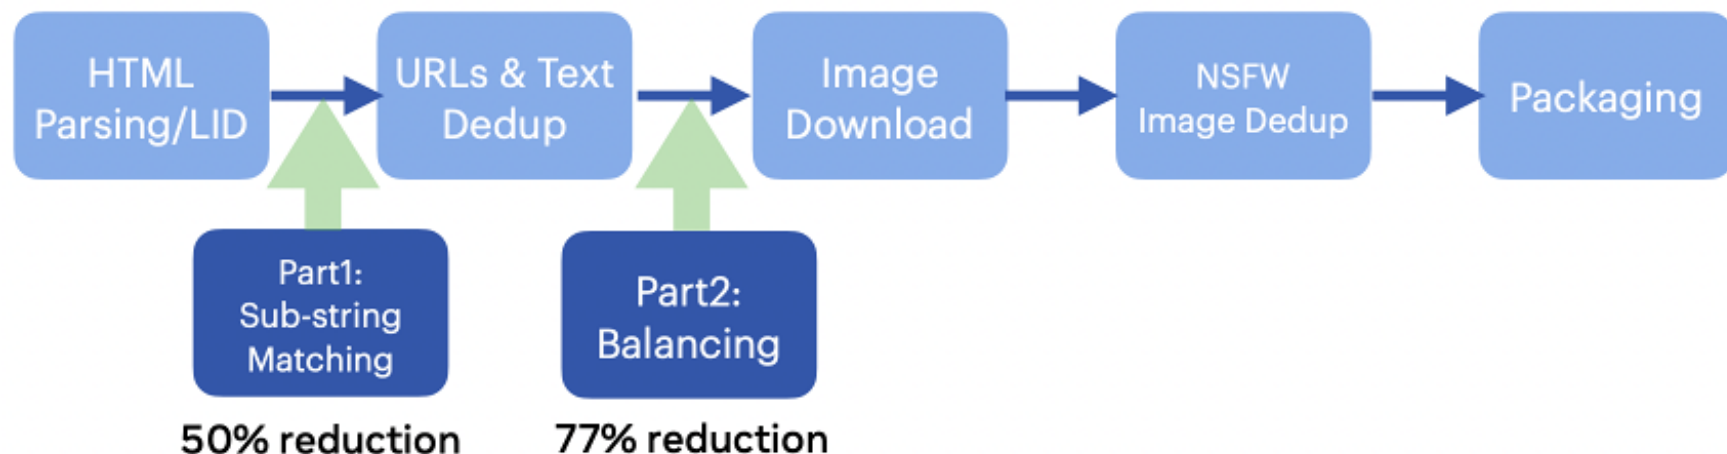 HTML
Parsing/LID
URLs & Text
Dedup
Image
Download
NSFW
Image Dedup
Packaging
Part1:
Sub-string
Matching
Part2:
Balancing
50% reduction
77% reduction